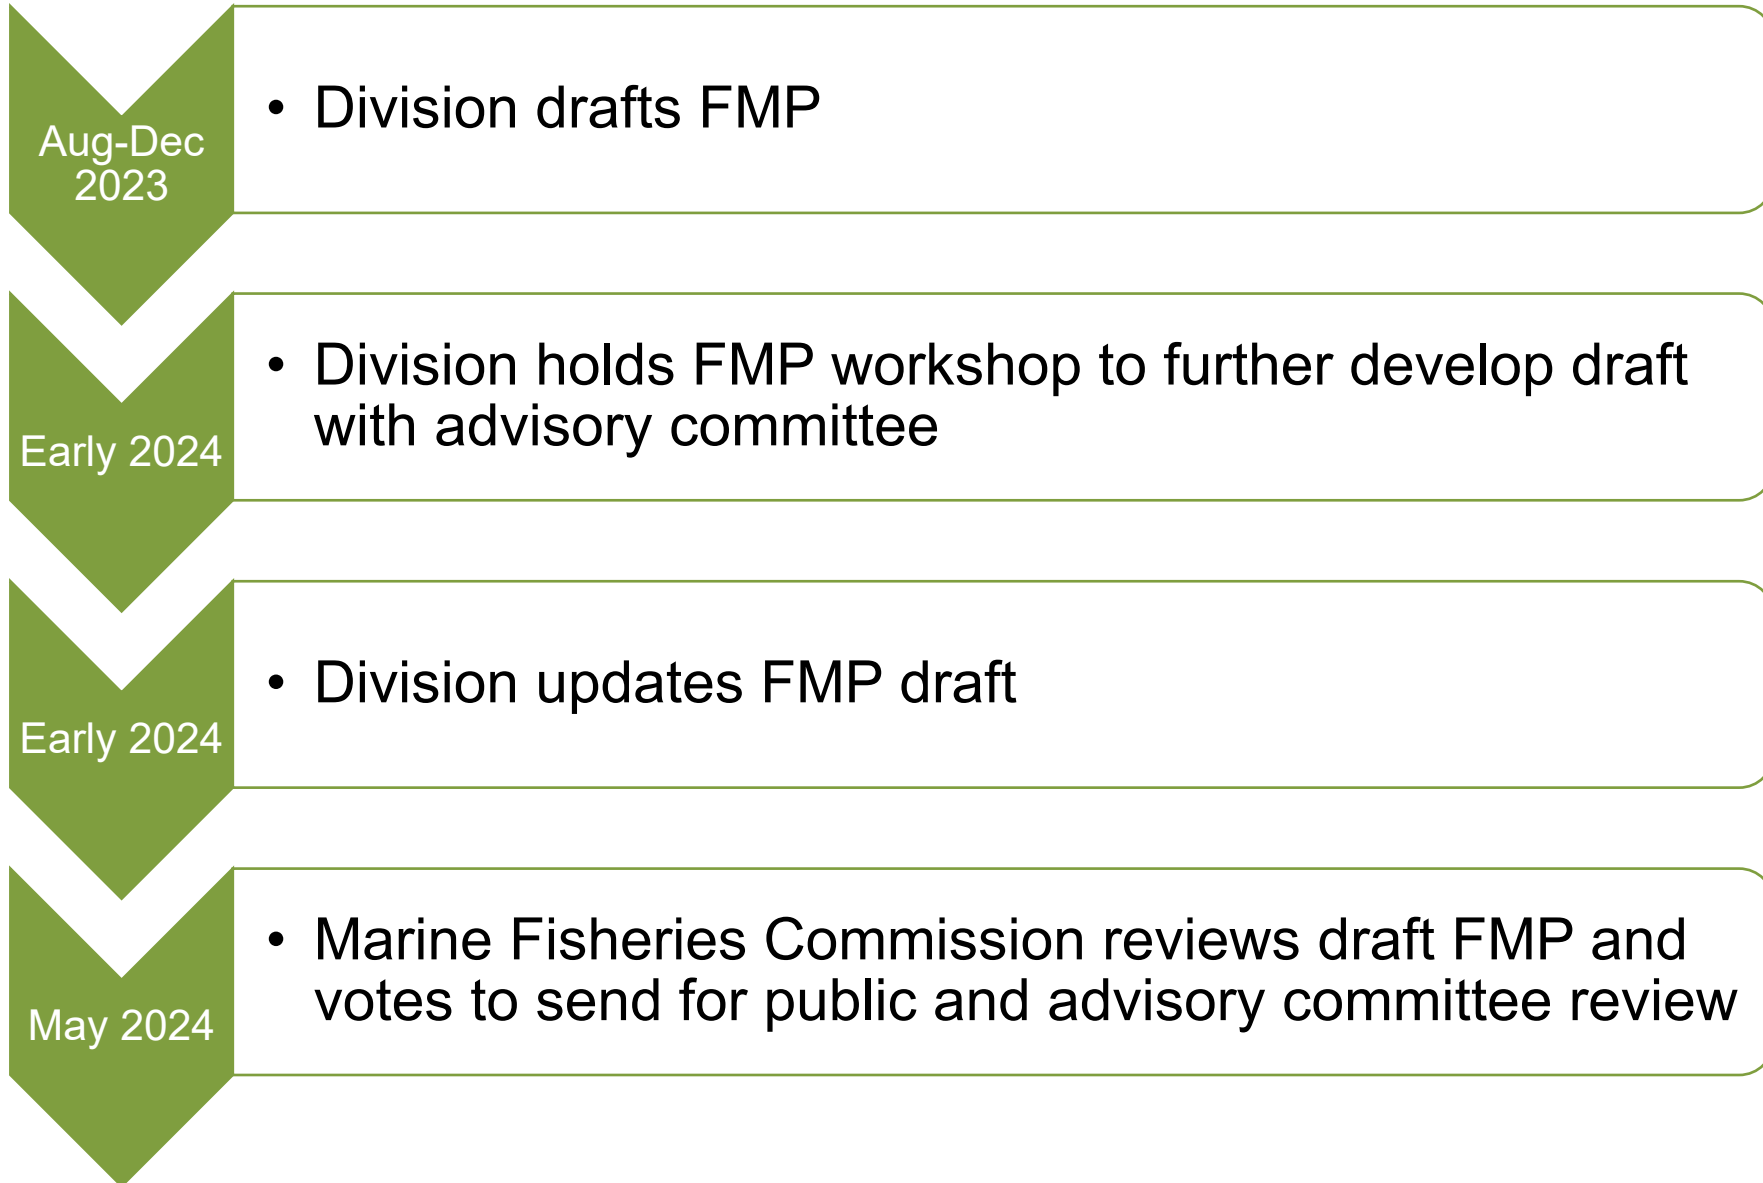 Aug-Dec
2023
• Division drafts FMP
Early 2024
• Division holds FMP workshop to further develop draft
with advisory committee
Early 2024
• Division updates FMP draft
May 2024
• Marine Fisheries Commission reviews draft FMP and
votes to send for public and advisory committee review